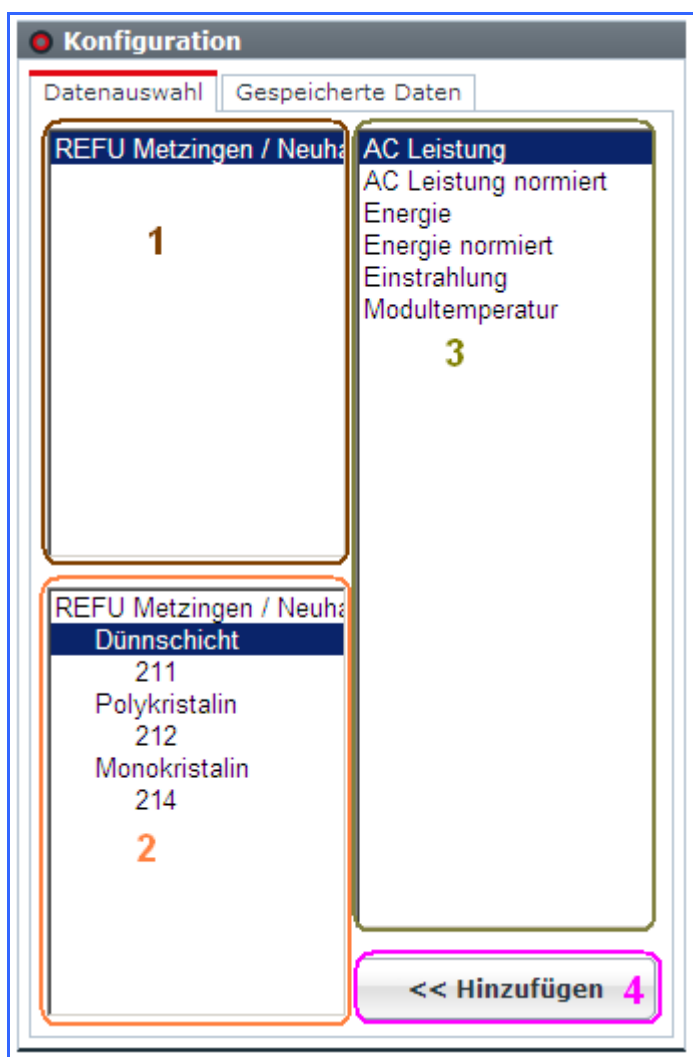 Konfiguration
Datenauswahl Gespeicherte Daten
REFU Metzingen / Neuha
1
AC Leistung
AC Leistung normiert
Energie
Energie normiert
Einstrahlung
Modultemperatur
3
REFU Metzingen / Neuha
Dünnschicht
211
Polykristalin
212
Monokristalin
214
2
<< Hinzufügen 4